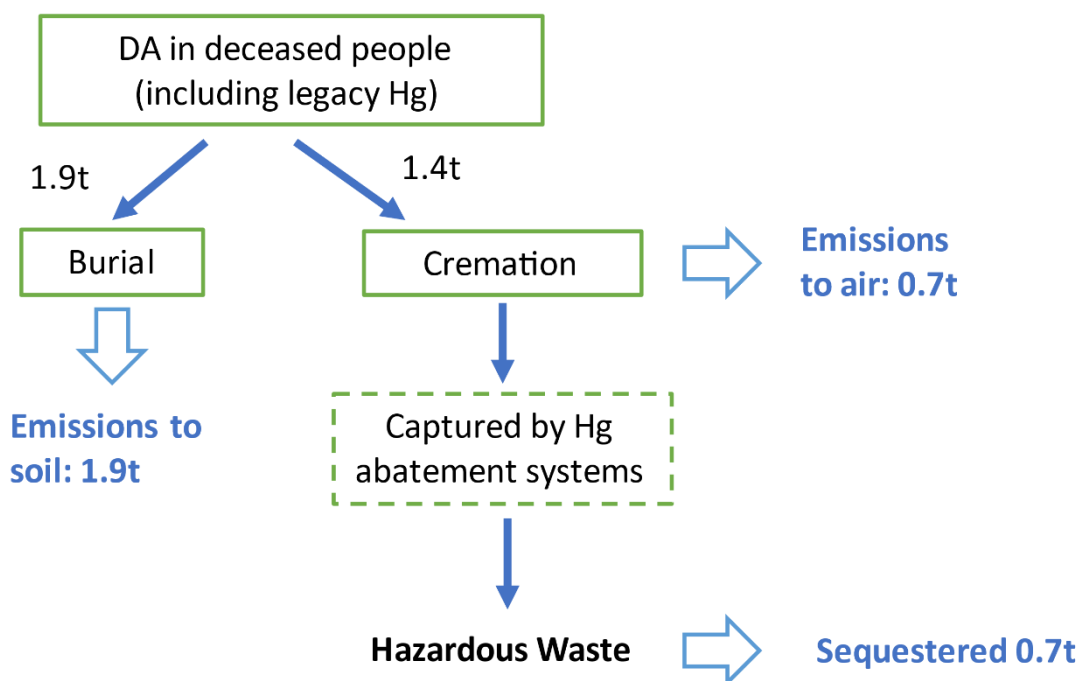 DA in deceased people
(including legacy Hg)
1.9t
1.4t
Burial
Cremation
Emissions
to air: 0.7t
Emissions to
soil: 1.9t
Captured by Hg
abatement systems
Hazardous Waste
Sequestered 0.7t